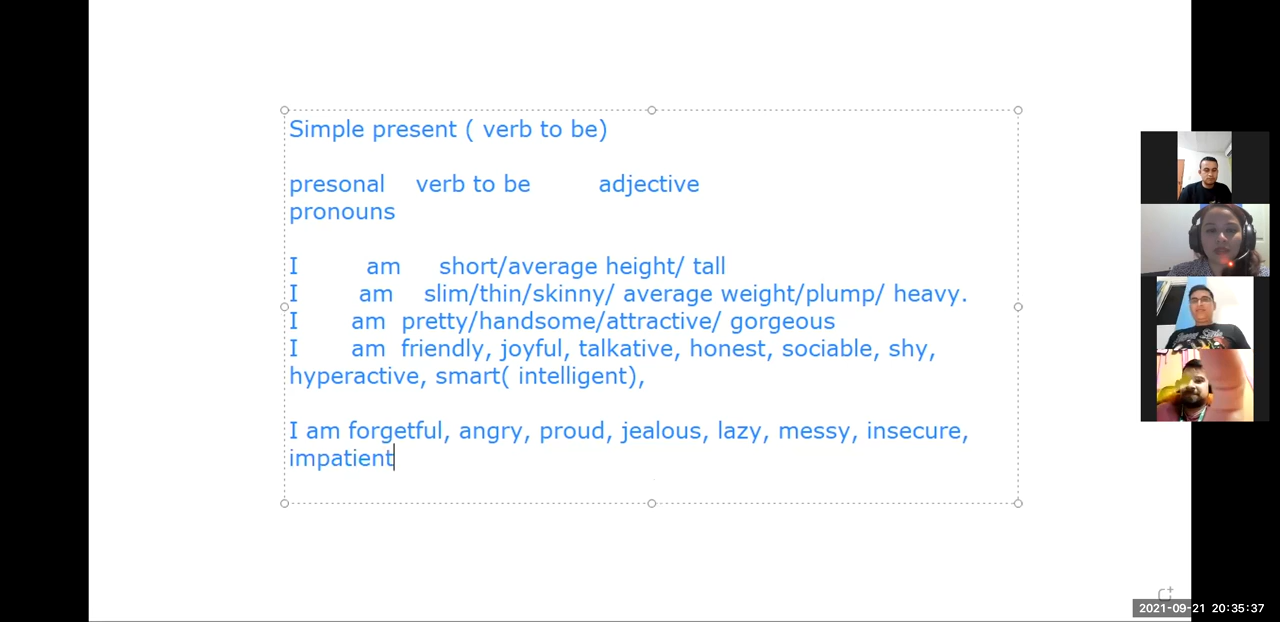 Simple present ( verb to be)
presonal verb to be adjective
pronouns
I am short/average height/ tall
I am slim/thin/skinny/ average weight/plump/ heavy.
I am pretty/handsome/attractive/ gorgeous
I am friendly, joyful, talkative, honest, sociable, shy,
hyperactive, smart( intelligent),
I am forgetful, angry, proud, jealous, lazy, messy, insecure,
impatient
2021-09-21 20:35:37